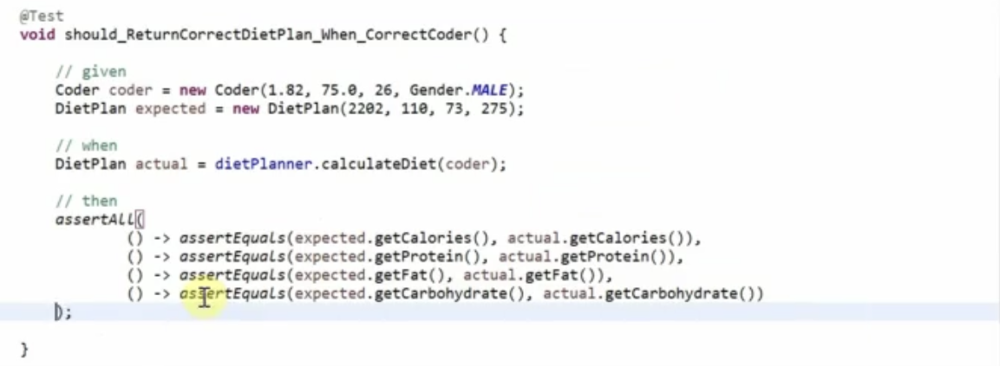 @Test
void should_ReturnCorrectDietPlan_When_CorrectCoder() {
// given
Coder coder = new Coder(1.82, 75.0, 26, Gender.MALE);
DietPlan expected = new DietPlan(2202, 110, 73, 275);
// when
DietPlan actual = dietPlanner.calculateDiet(coder);
// then
assertAll(
() -> assertEquals(expected.getCalories(), actual.getCalories()),
() -> assertEquals(expected.getProtein(), actual.getProtein()),
() -> assertEquals(expected.getFat(), actual.getFat()),
() -> assertEquals(expected.getCarbohydrate(), actual.getCarbohydrate())
);
}